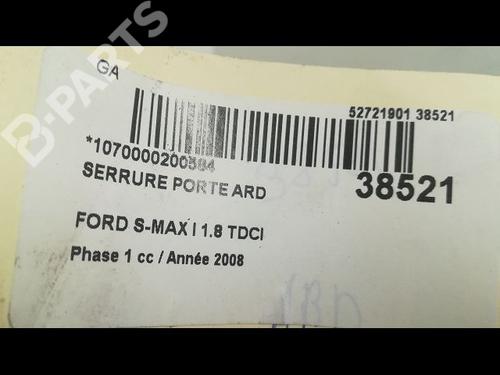 B-PARTS
GA
52721901 38521
*1070000200584
38521
SERRURE PORTE ARD
FORD S-MAX I 1.8 TDCI
Phase 1 cc / Année 2008